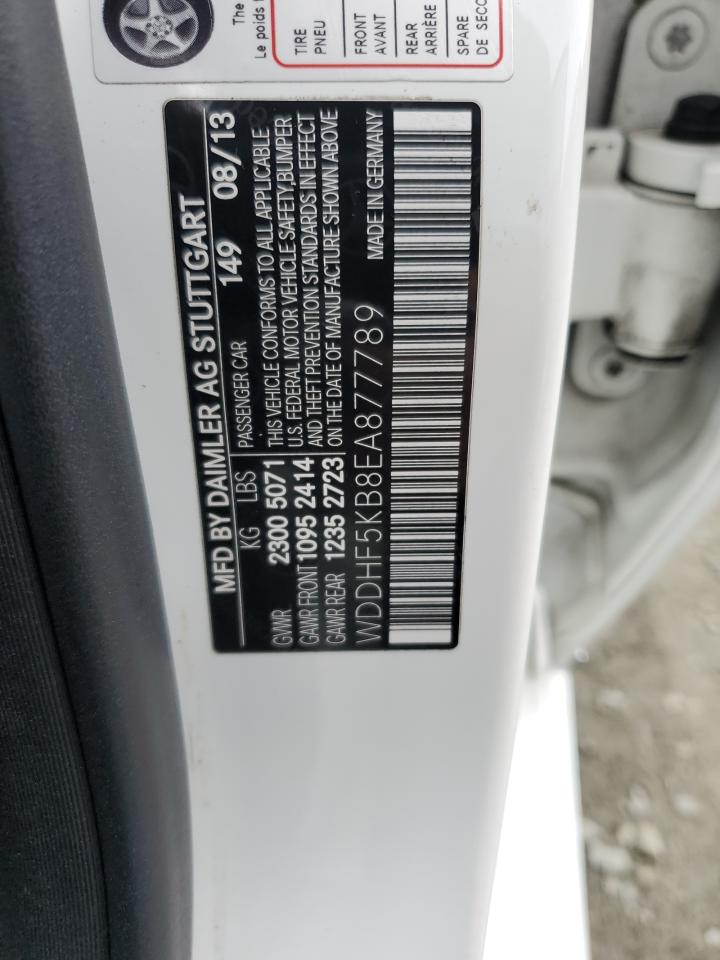 The
Le poids t
TIRE
PNEU
FRONT
AVANT
REAR
ARRIÈRE
SPARE
DE SECO
MFD BY DAIMLER AG STUTTGART
149 08/13
KG LBS PASSENGER CAR
GVWR 2300 5071 THIS VEHICLE CONFORMS TO ALL APPLICABLE
U.S. FEDERAL MOTOR VEHICLE SAFETY, BUMPER
GAWR FRONT 1095 2414 AND THEFT PREVENTION STANDARDS IN EFFECT
GAWR REAR 1235 2723 ON THE DATE OF MANUFACTURE SHOWN ABOVE
WDDHF5KB8EA877789 MADE IN GERMANY